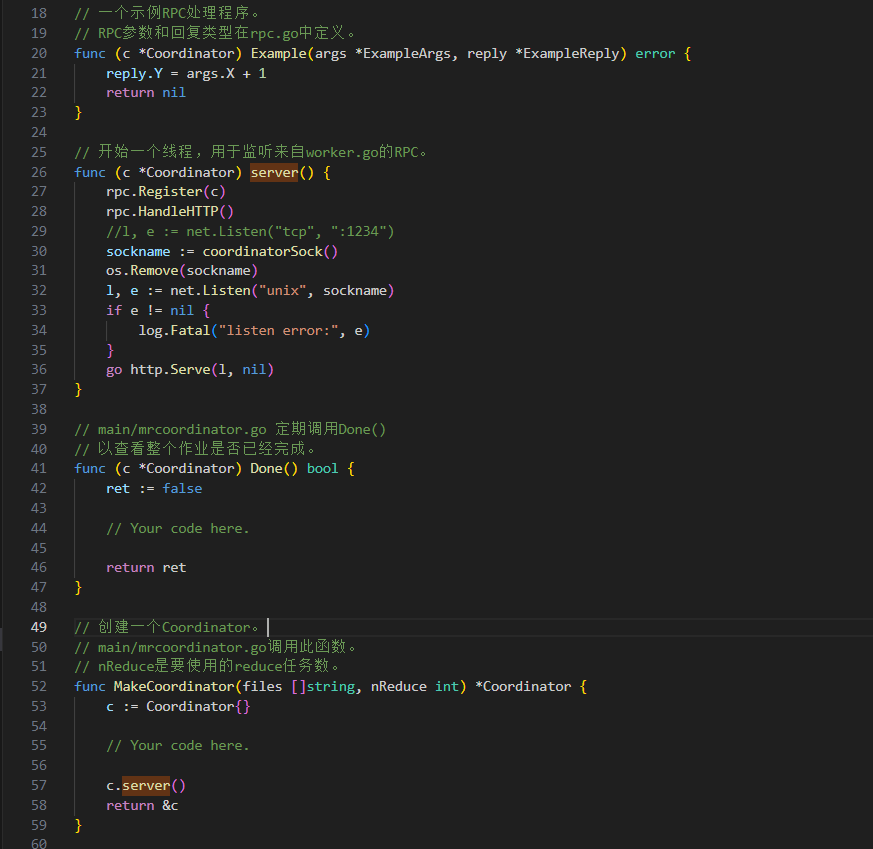 18 // 一个示例RPC处理程序。
19 // RPC参数和回复类型在rpc.go中定义。
20 func (c *Coordinator) Example(args *ExampleArgs, reply *ExampleReply) error {
21     reply.Y = args.X + 1
22     return nil
23 }
24
25 // 开始一个线程，用于监听来自worker.go的RPC。
26 func (c *Coordinator) server() {
27     rpc.Register(c)
28     rpc.HandleHTTP()
29     //l, e := net.Listen("tcp", ":1234")
30     sockname := coordinatorSock()
31     os.Remove(sockname)
32     l, e := net.Listen("unix", sockname)
33     if e != nil {
34         log.Fatal("listen error:", e)
35     }
36     go http.Serve(l, nil)
37 }
38
39 // main/mrcoordinator.go 定期调用Done()
40 // 以查看整个作业是否已经完成。
41 func (c *Coordinator) Done() bool {
42     ret := false
43
44     // Your code here.
45
46     return ret
47 }
48
49 // 创建一个Coordinator。
50 // main/mrcoordinator.go调用此函数。
51 // nReduce是要使用的reduce任务数。
52 func MakeCoordinator(files []string, nReduce int) *Coordinator {
53     c := Coordinator{}
54
55     // Your code here.
56
57     c.server()
58     return &c
59 }
60